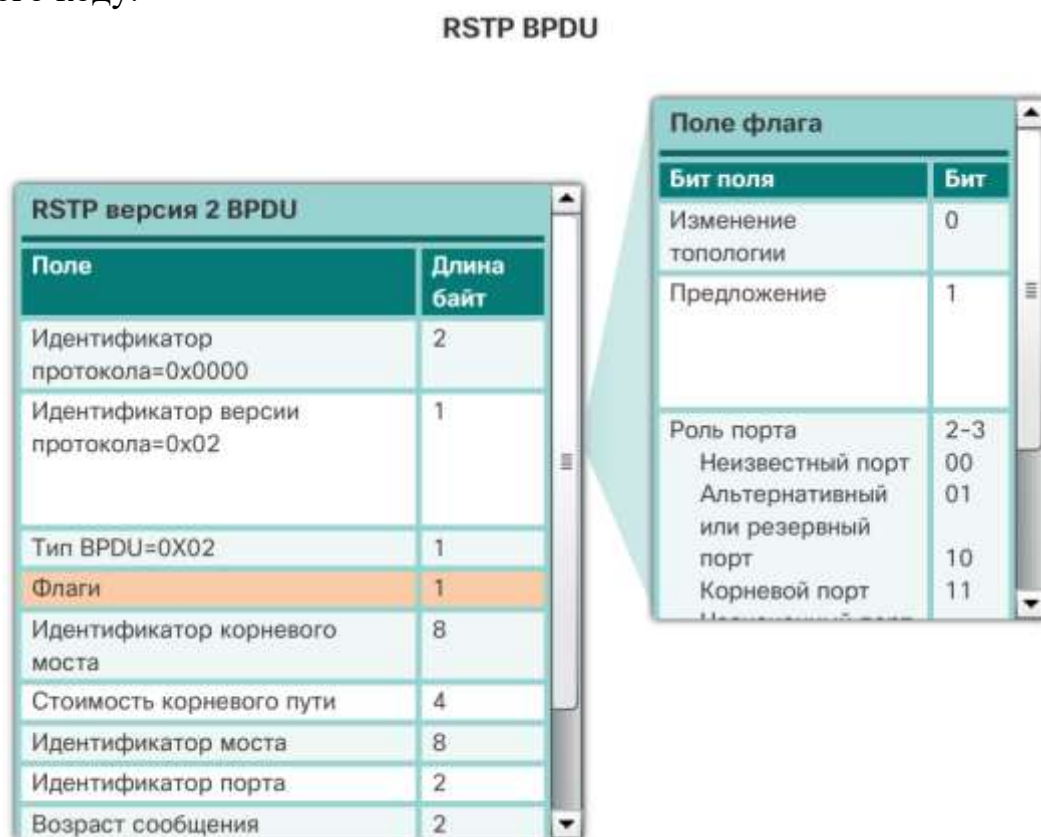 RSTP BPDU
RSTP версия 2 BPDU
Поле Длина
байт
Идентификатор 2
протокола=0x0000
Идентификатор версии 1
протокола=0x02
Тип BPDU=0X02 1
Флаги 1
Идентификатор корневого 8
моста
Стоимость корневого пути 4
Идентификатор моста 8
Идентификатор порта 2
Возраст сообщения 2
Поле флага
Бит поля Бит
Изменение 0
топологии
Предложение 1
Роль порта 2-3
Неизвестный порт 00
Альтернативный 01
или резервный
порт 10
Корневой порт 11